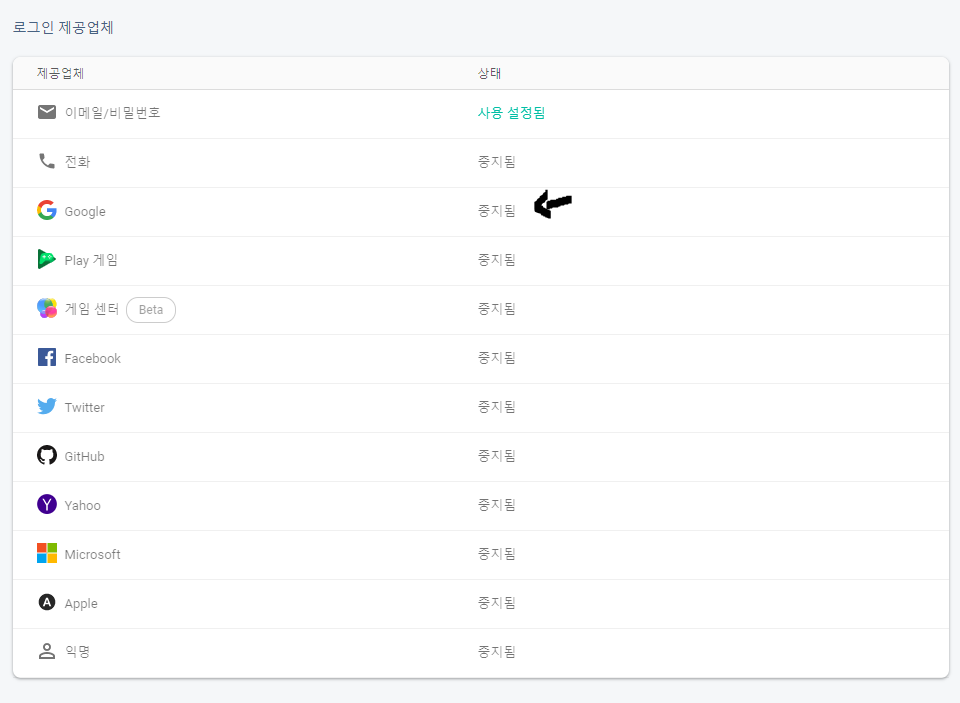 로그인 제공업체
제공업체 상태
이메일/비밀번호 사용 설정됨
전화 중지됨
Google 중지됨
Play 게임 중지됨
게임 센터 Beta 중지됨
Facebook 중지됨
Twitter 중지됨
GitHub 중지됨
Yahoo 중지됨
Microsoft 중지됨
Apple 중지됨
익명 중지됨